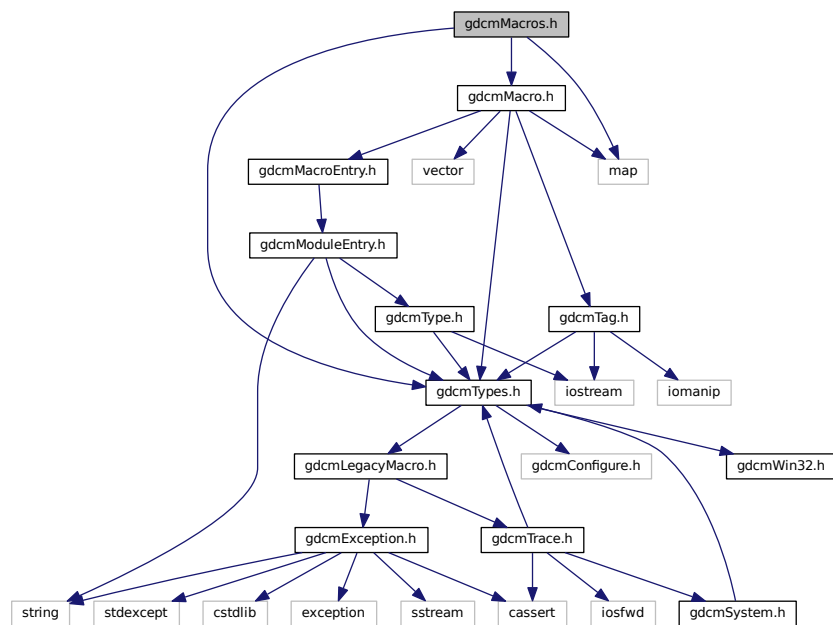 gdcmMacros.h
gdcmMacro.h
gdcmMacroEntry.h
vector
map
gdcmModuleEntry.h
gdcmType.h
gdcmTag.h
gdcmTypes.h
iostream
iomanip
gdcmLegacyMacro.h
gdcmConfigure.h
gdcmWin32.h
gdcmException.h
gdcmTrace.h
string
stdexcept
cstdlib
exception
sstream
cassert
iosfwd
gdcmSystem.h